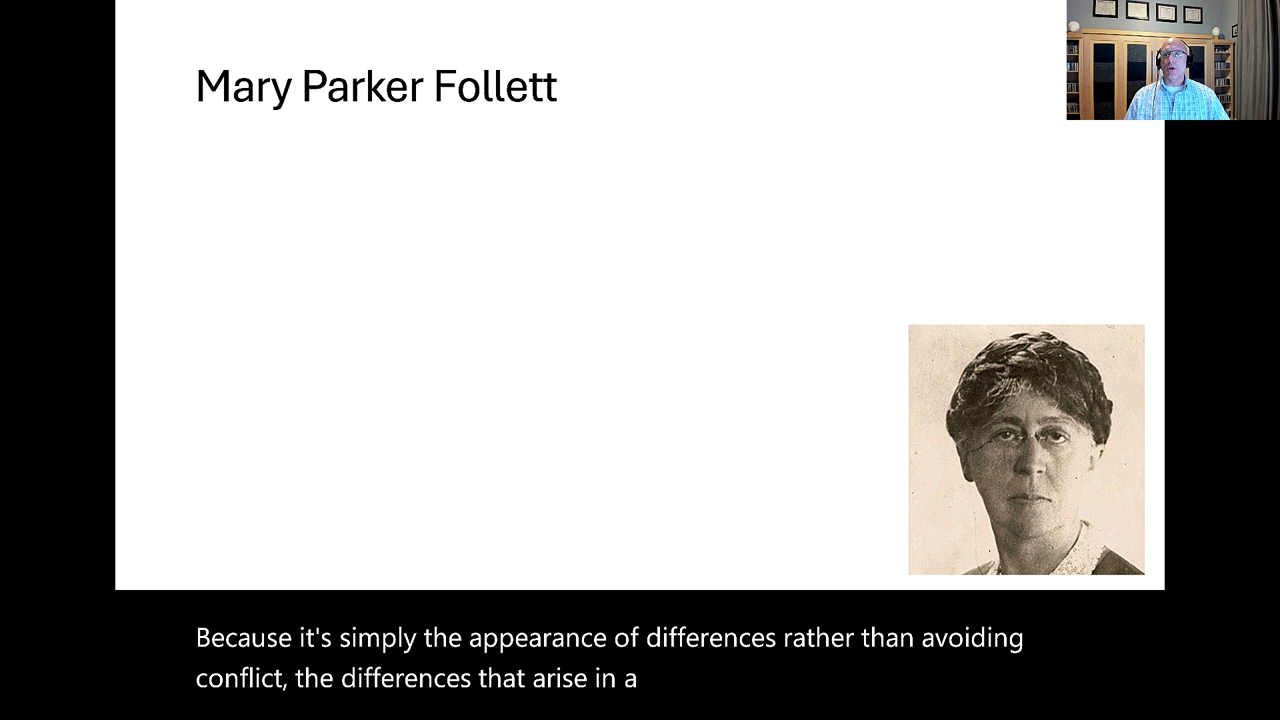 Mary Parker Follett
Because it's simply the appearance of differences rather than avoiding
conflict, the differences that arise in a